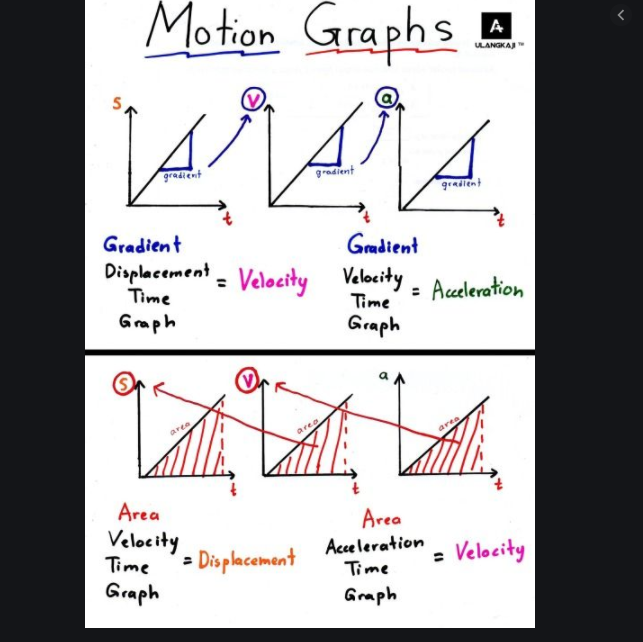 Motion Graphs
A
ULANGKAJI ™
S
V
a
gradient
gradient
gradient
t
t
t
Gradient
Displacement
Time
Graph
= Velocity
Gradient
Velocity
Time
Graph
= Acceleration
S
V
a
area
area
area
t
t
t
Area
Velocity
Time
Graph
= Displacement
Area
Acceleration
Time
Graph
= Velocity